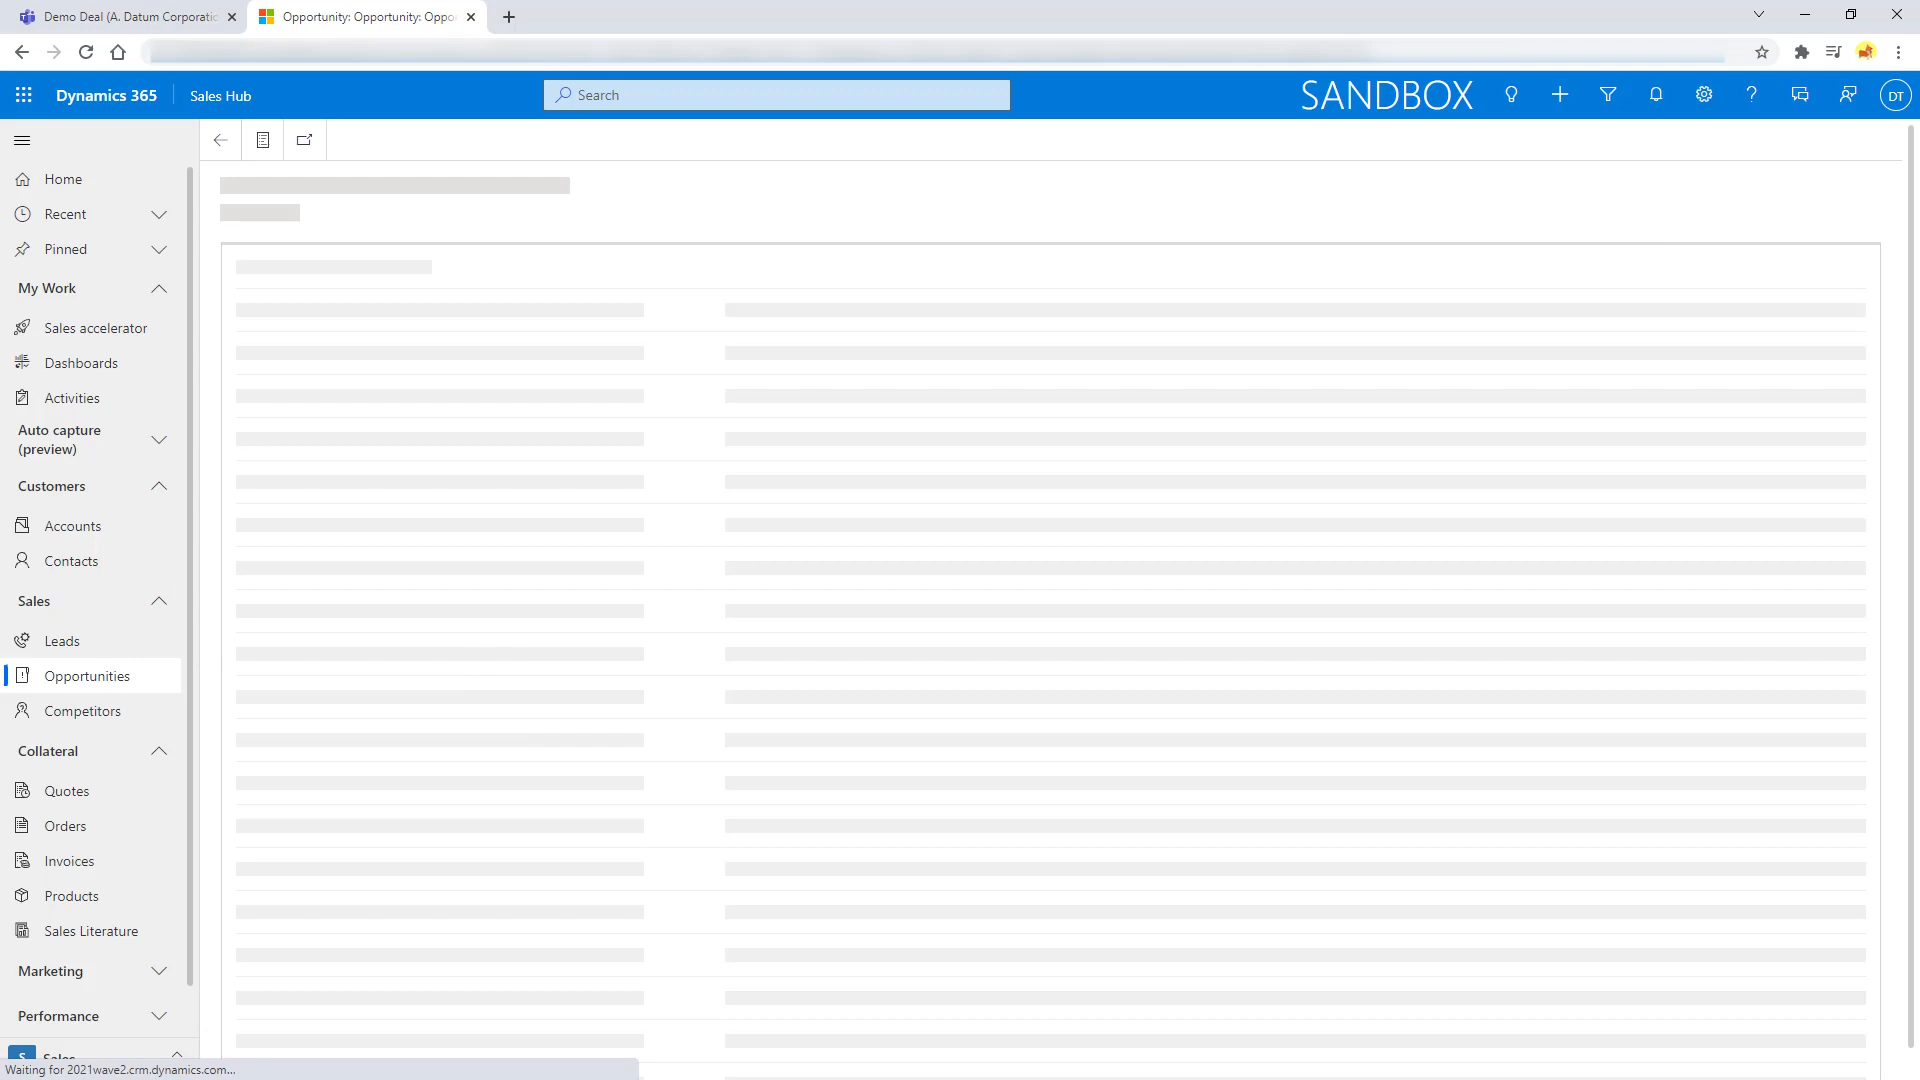 Demo Deal (A. Datum Corporatic
Opportunity: Opportunity: Oppor
Dynamics 365
Sales Hub
Search
SANDBOX
DT
Home
Recent
Pinned
My Work
Sales accelerator
Dashboards
Activities
Auto capture
(preview)
Customers
Accounts
Contacts
Sales
Leads
Opportunities
Competitors
Collateral
Quotes
Orders
Invoices
Products
Sales Literature
Marketing
Performance
S
Sales
Waiting for 2021wave2.crm.dynamics.com...